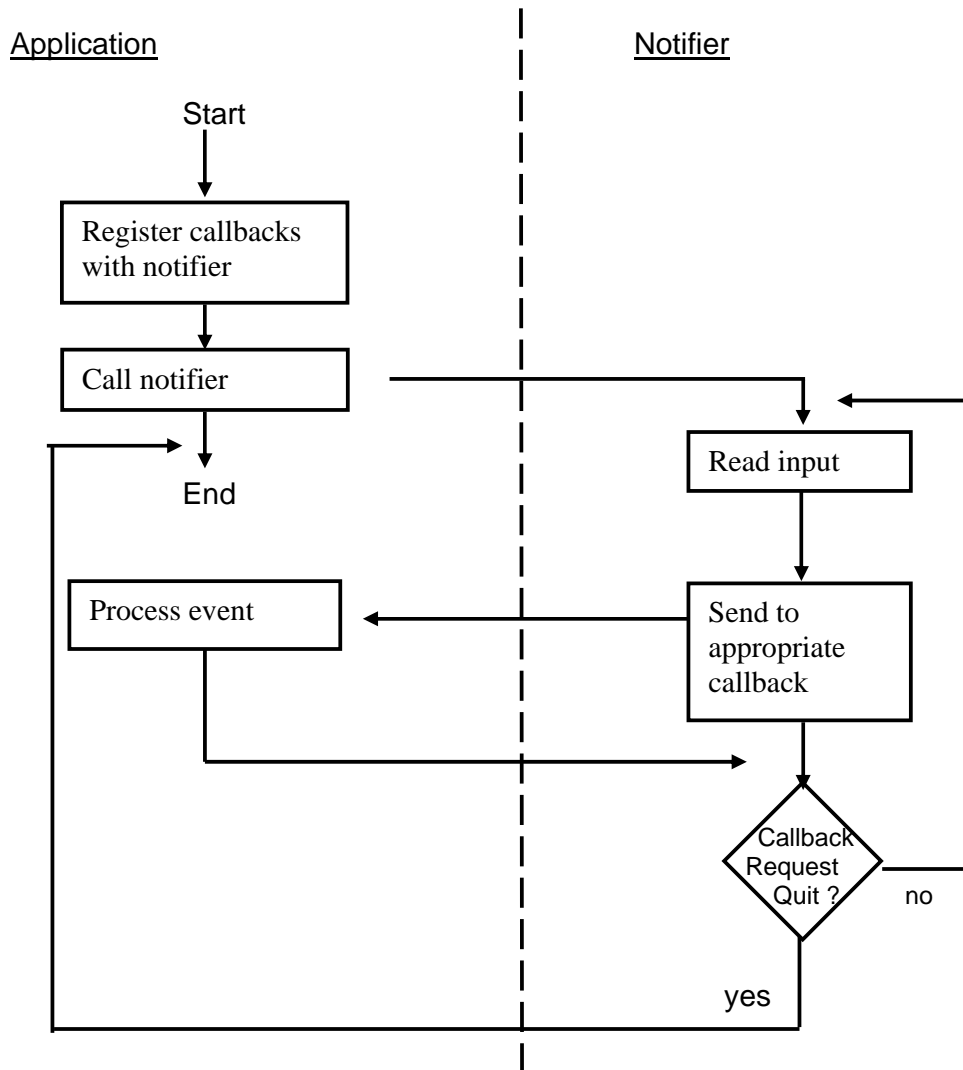 Application
Notifier
Start
Register callbacks
with notifier
Call notifier
End
Read input
Process event
Send to
appropriate
callback
Callback
Request
Quit ?
no
yes